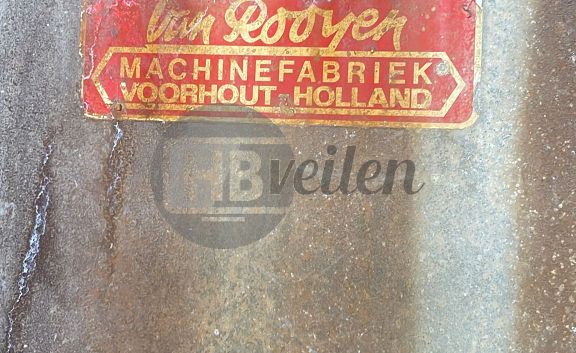 Van Rooyen
MACHINEFABRIEK
VOORHOUT-HOLLAND
HBveilen